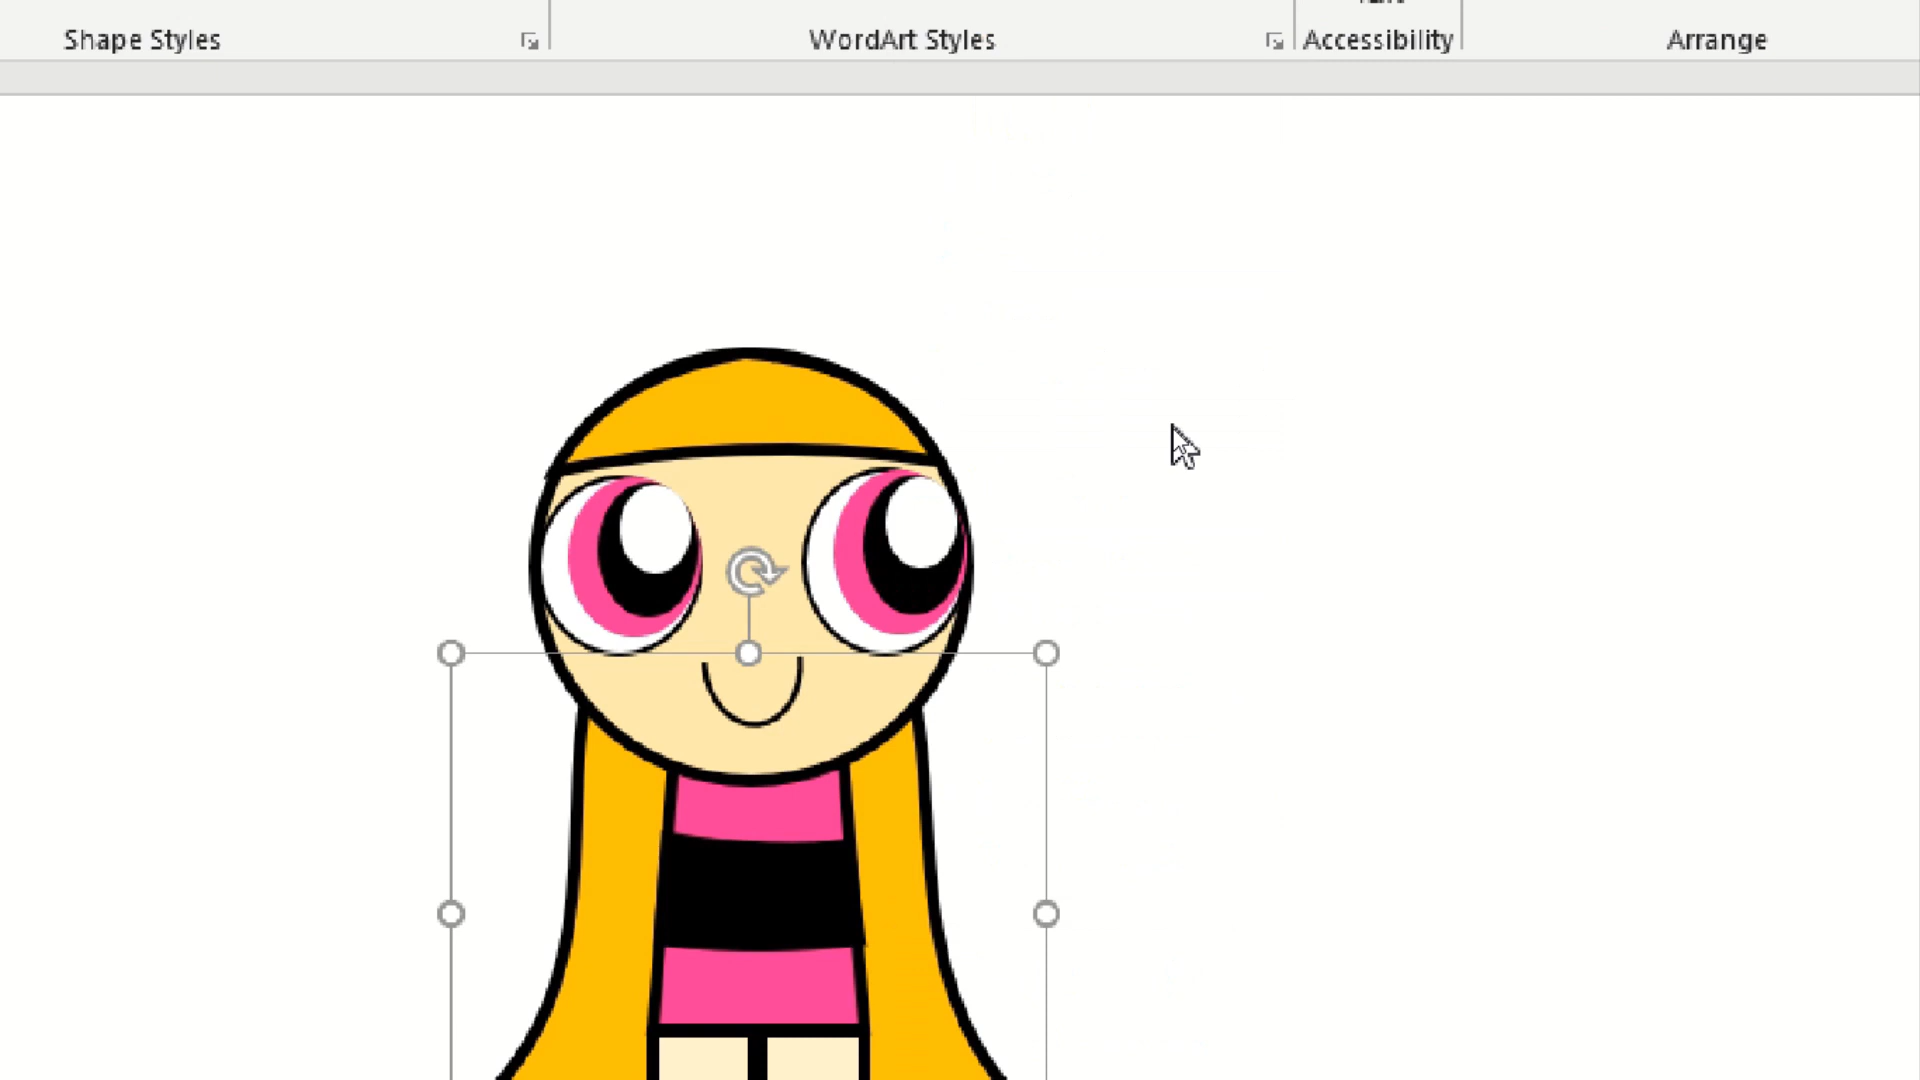 Shape Styles
WordArt Styles
Accessibility
Arrange